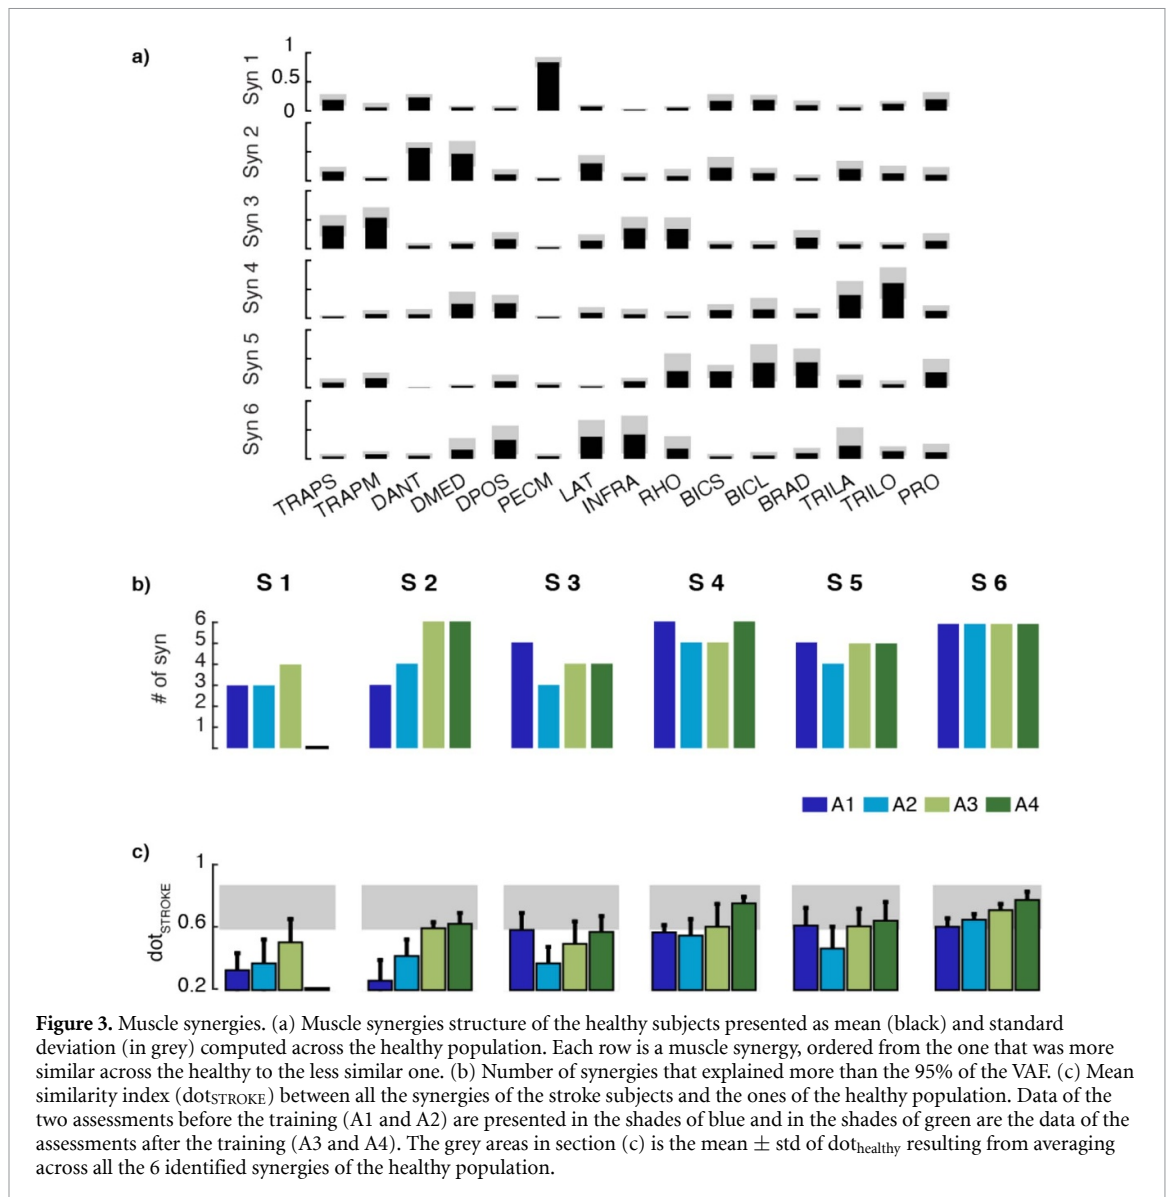 a)
Syn 1
1
0.5
0
Syn 2
Syn 3
Syn 4
Syn 5
Syn 6
TRAPS TRAPM DANT DMED DPOS PECM LAT INFRA RHO BICS BICL BRAD TRILA TRILO PRO
b)
S 1 S 2 S 3 S 4 S 5 S 6
# of syn
6
5
4
3
2
1
A1 A2 A3 A4
c)
dotSTROKE
1
0.6
0.2
Figure 3. Muscle synergies. (a) Muscle synergies structure of the healthy subjects presented as mean (black) and standard
deviation (in grey) computed across the healthy population. Each row is a muscle synergy, ordered from the one that was more
similar across the healthy to the less similar one. (b) Number of synergies that explained more than the 95% of the VAF. (c) Mean
similarity index (dotSTROKE) between all the synergies of the stroke subjects and the ones of the healthy population. Data of the
two assessments before the training (A1 and A2) are presented in the shades of blue and in the shades of green are the data of the
assessments after the training (A3 and A4). The grey areas in section (c) is the mean ± std of dothealthy resulting from averaging
across all the 6 identified synergies of the healthy population.